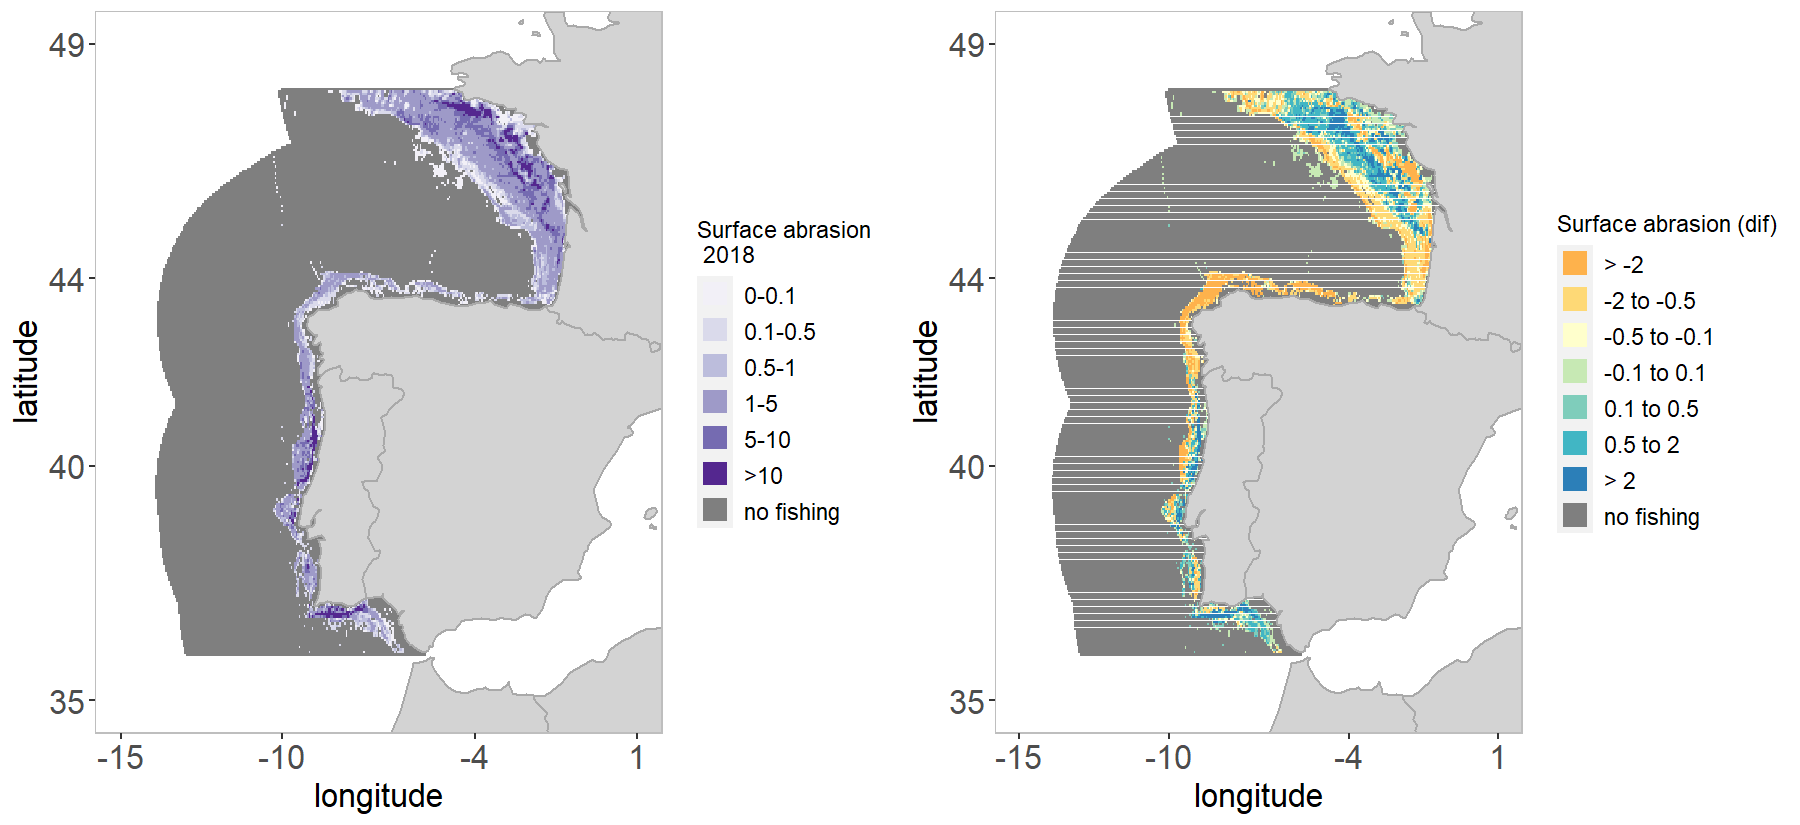 49
44
40
35
latitude
-15
-10
-4
1
longitude
Surface abrasion
2018
0-0.1
0.1-0.5
0.5-1
1-5
5-10
>10
no fishing
49
44
40
35
latitude
-15
-10
-4
1
longitude
Surface abrasion (dif)
> -2
-2 to -0.5
-0.5 to -0.1
-0.1 to 0.1
0.1 to 0.5
0.5 to 2
> 2
no fishing